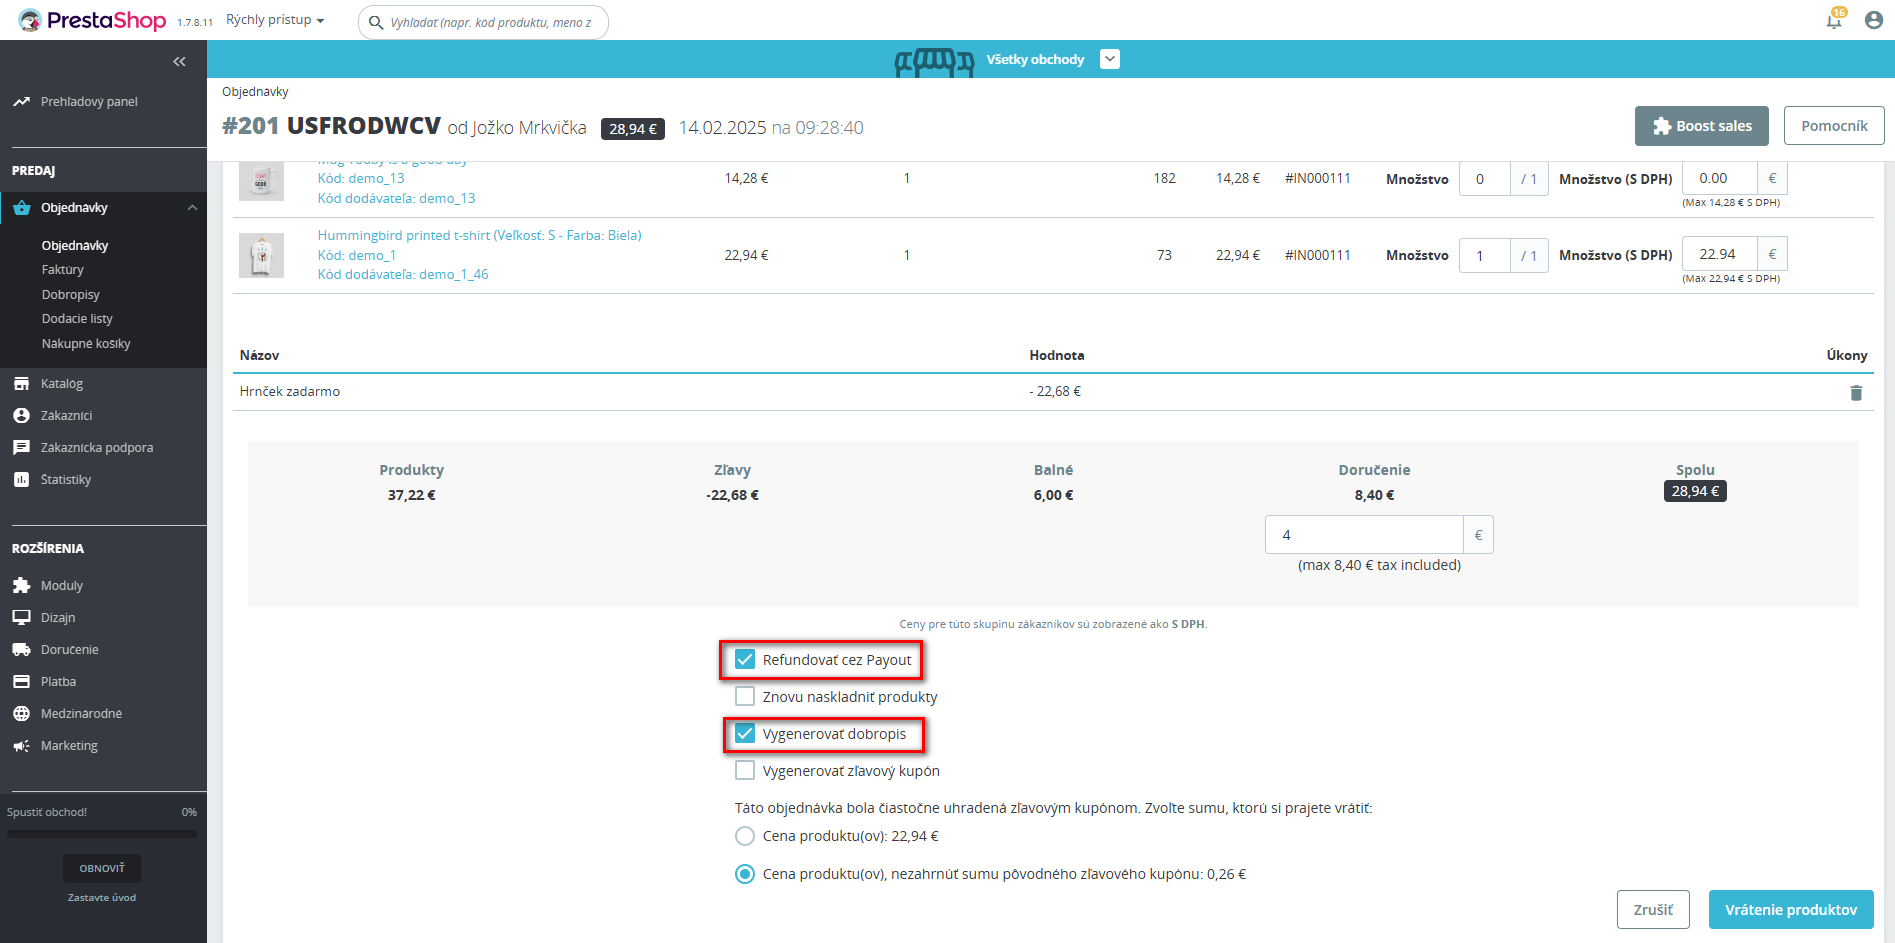 PrestaShop 1.7.8.11 Rýchly prístup Vyhľadať (napr. kód produktu, meno z 16
Všetky obchody
Prehľadový panel
PREDAJ
Objednávky
Objednávky
Faktúry
Dobropisy
Dodacie listy
Nákupné košíky
Katalóg
Zákazníci
Zákaznícka podpora
Štatistiky
ROZŠÍRENIA
Moduly
Dizajn
Doručenie
Platba
Medzinárodné
Marketing
Spustiť obchod! 0%
OBNOVIŤ
Zastavte úvod
Objednávky
#201 USFRODWCV od Jožko Mrkvička 28,94 € 14.02.2025 na 09:28:40 Boost sales Pomocník
Mug Today is a good day
Kód: demo_13 14,28 € 1 182 14,28 € #IN000111 Množstvo 0 / 1 Množstvo (S DPH) 0.00 €
Kód dodávateľa: demo_13 (Max 14,28 € S DPH)
Hummingbird printed t-shirt (Veľkosť: S - Farba: Biela)
Kód: demo_1 22,94 € 1 73 22,94 € #IN000111 Množstvo 1 / 1 Množstvo (S DPH) 22.94 €
Kód dodávateľa: demo_1_46 (Max 22,94 € S DPH)
Názov Hodnota Úkony
Hrnček zadarmo - 22,68 €
Produkty Zľavy Balné Doručenie Spolu
37,22 € -22,68 € 6,00 € 8,40 € 28,94 €
4 €
(max 8,40 € tax included)
Ceny pre túto skupinu zákazníkov sú zobrazené ako S DPH.
Refundovať cez Payout
Znovu naskladniť produkty
Vygenerovať dobropis
Vygenerovať zľavový kupón
Táto objednávka bola čiastočne uhradená zľavovým kupónom. Zvoľte sumu, ktorú si prajete vrátiť:
Cena produktu(ov): 22,94 €
Cena produktu(ov), nezahrnúť sumu pôvodného zľavového kupónu: 0,26 €
Zrušiť Vrátenie produktov